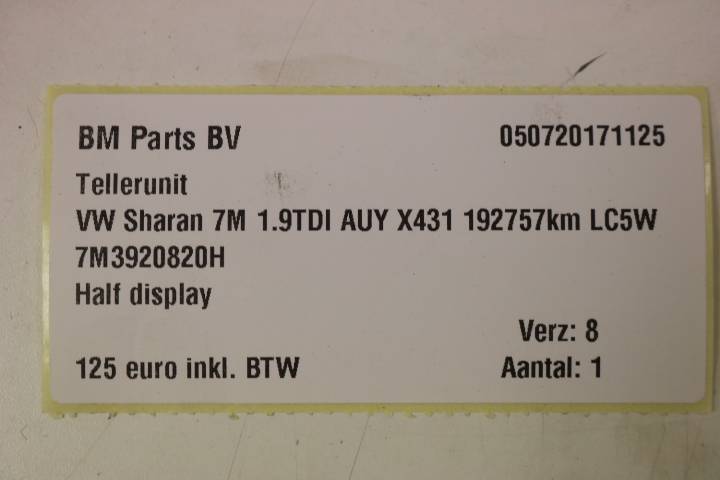 BM Parts BV 050720171125
Tellerunit
VW Sharan 7M 1.9TDI AUY X431 192757km LC5W
7M3920820H
Half display
Verz: 8
125 euro inkl. BTW Aantal: 1